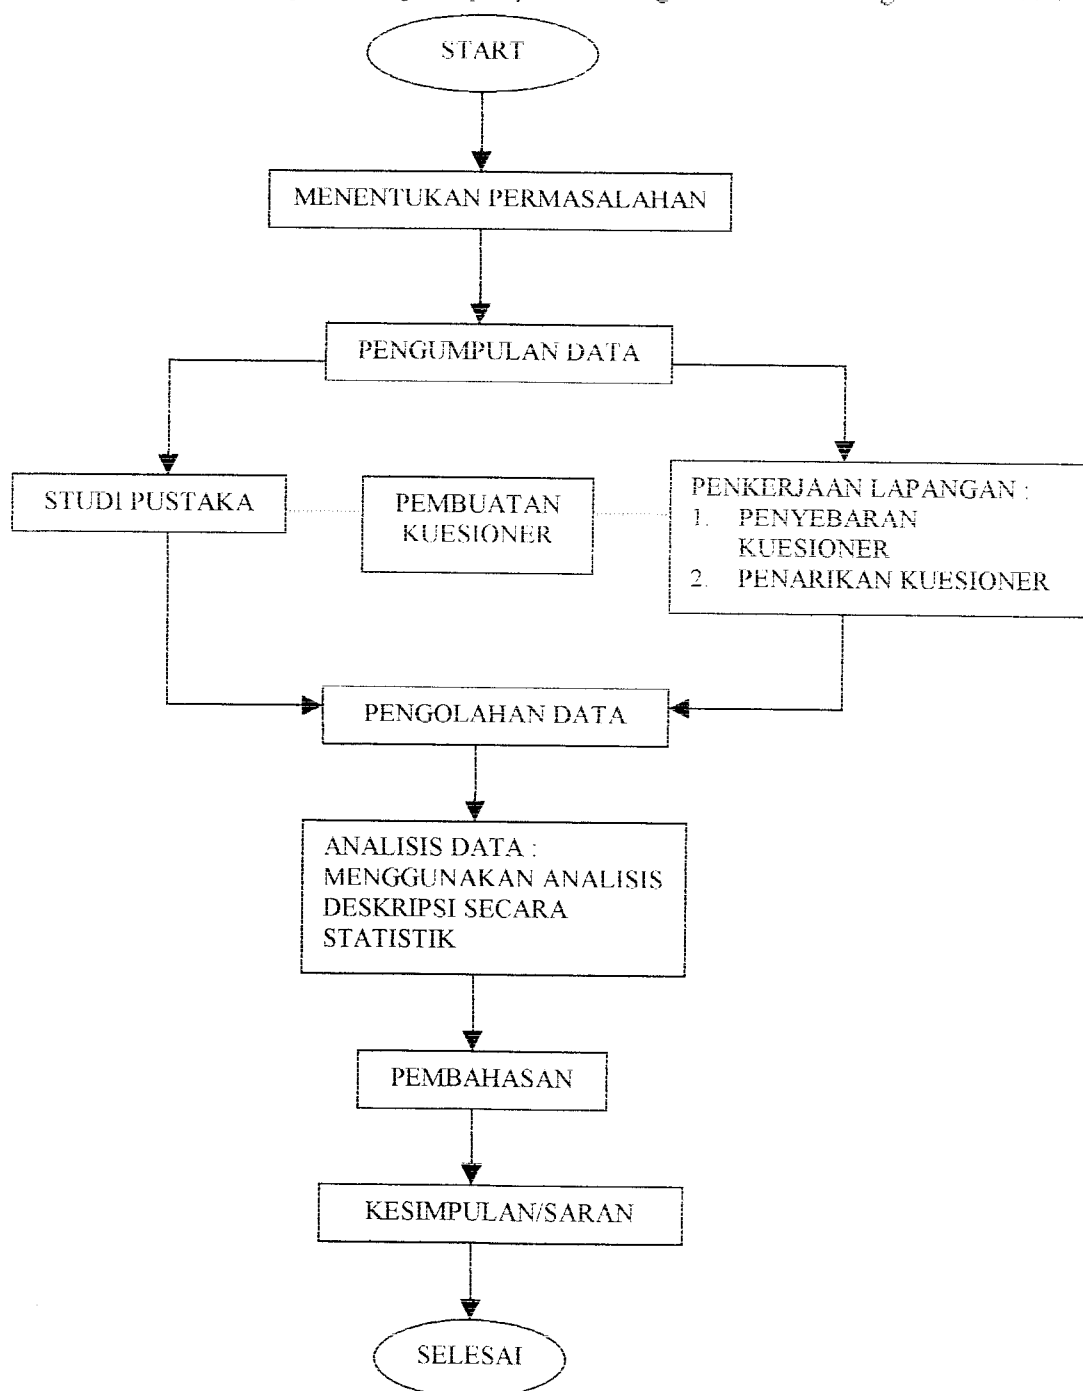 START
MENENTUKAN PERMASALAHAN
PENGUMPULAN DATA
STUDI PUSTAKA
PEMBUATAN
KUESIONER
PENKERJAAN LAPANGAN :
1. PENYEBARAN
KUESIONER
2. PENARIKAN KUESIONER
PENGOLAHAN DATA
ANALISIS DATA :
MENGGUNAKAN ANALISIS
DESKRIPSI SECARA
STATISTIK
PEMBAHASAN
KESIMPULAN/SARAN
SELESAI